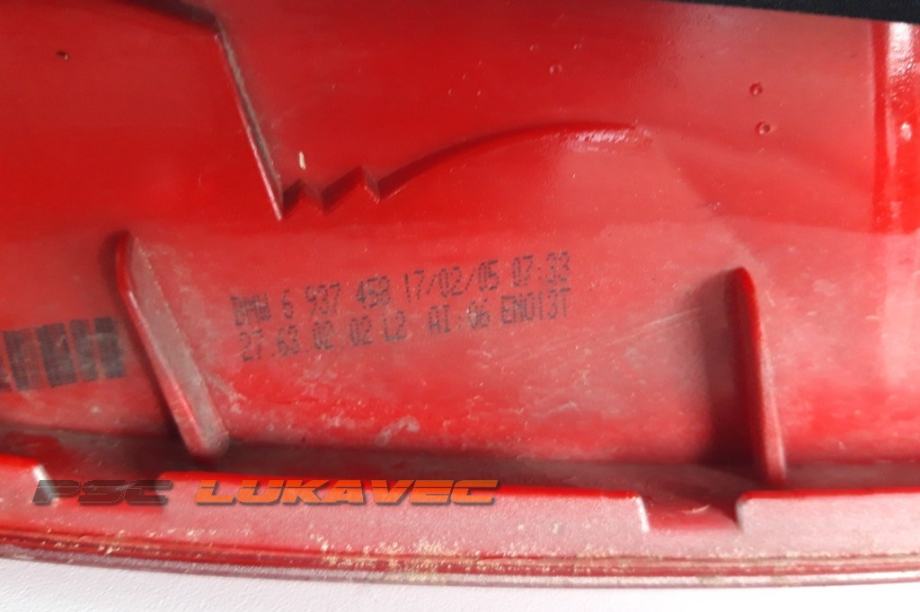 BMW 6 937 458 17/02/05 07:33
27.63.02.02 L2 AI:06 EN013T
PSC LUKAVEC